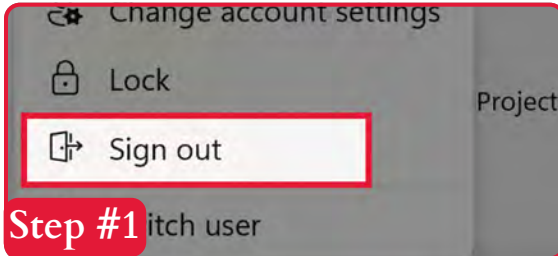 Change account settings
Lock
Project
Sign out
Step #1 itch user